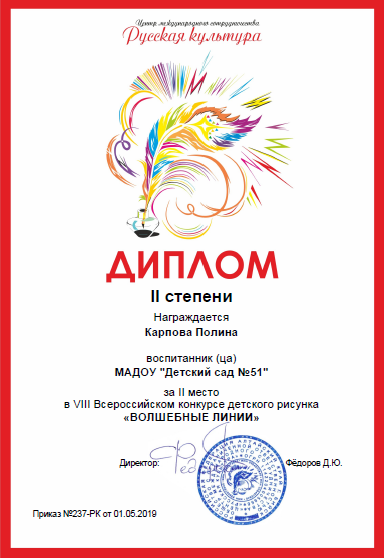 Центр международного сотрудничества
Русская культура
ДИПЛОМ
II степени
Награждается
Карпова Полина
воспитанник (ца)
МАДОУ "Детский сад №51"
за II место
в VIII Всероссийском конкурсе детского рисунка
«ВОЛШЕБНЫЕ ЛИНИИ»
Директор:
Фёдоров Д.Ю.
Приказ №237-РК от 01.05.2019